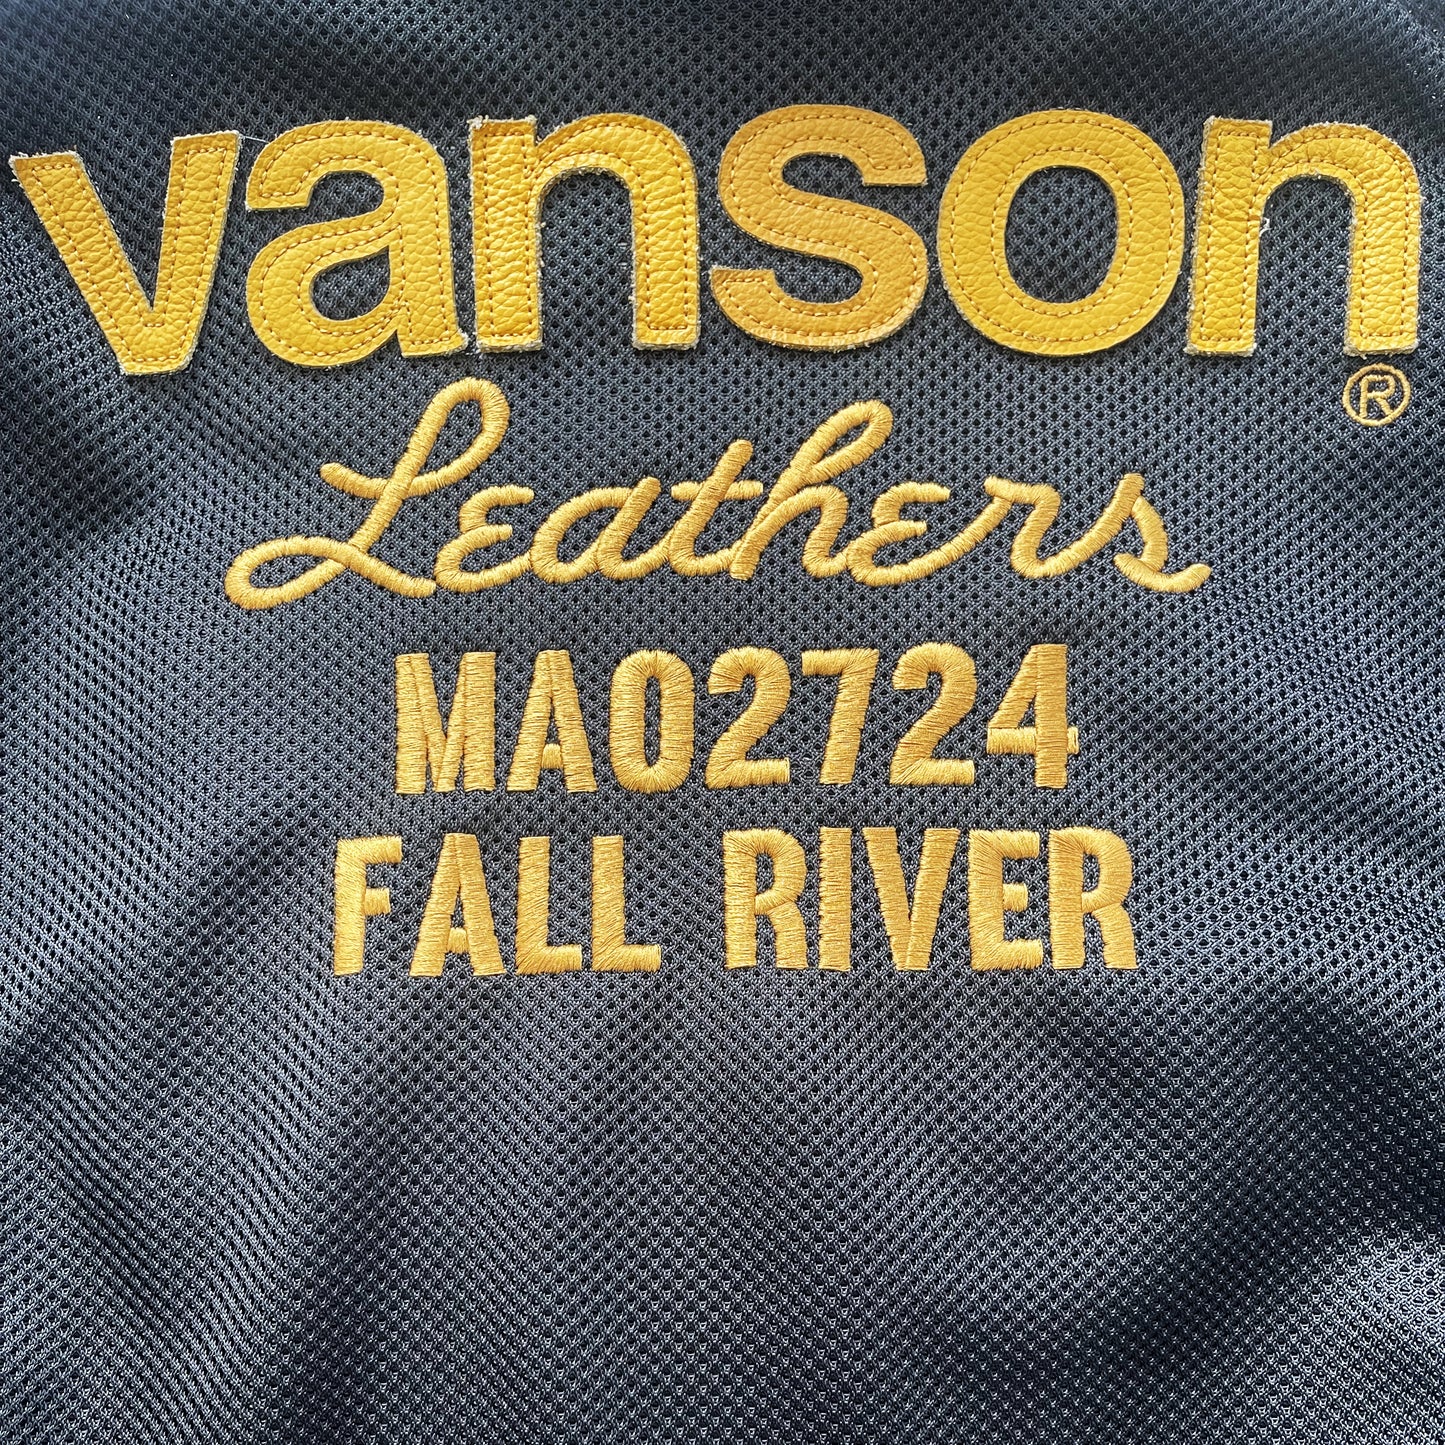 vanson®
Leathers
MA02724
FALL RIVER